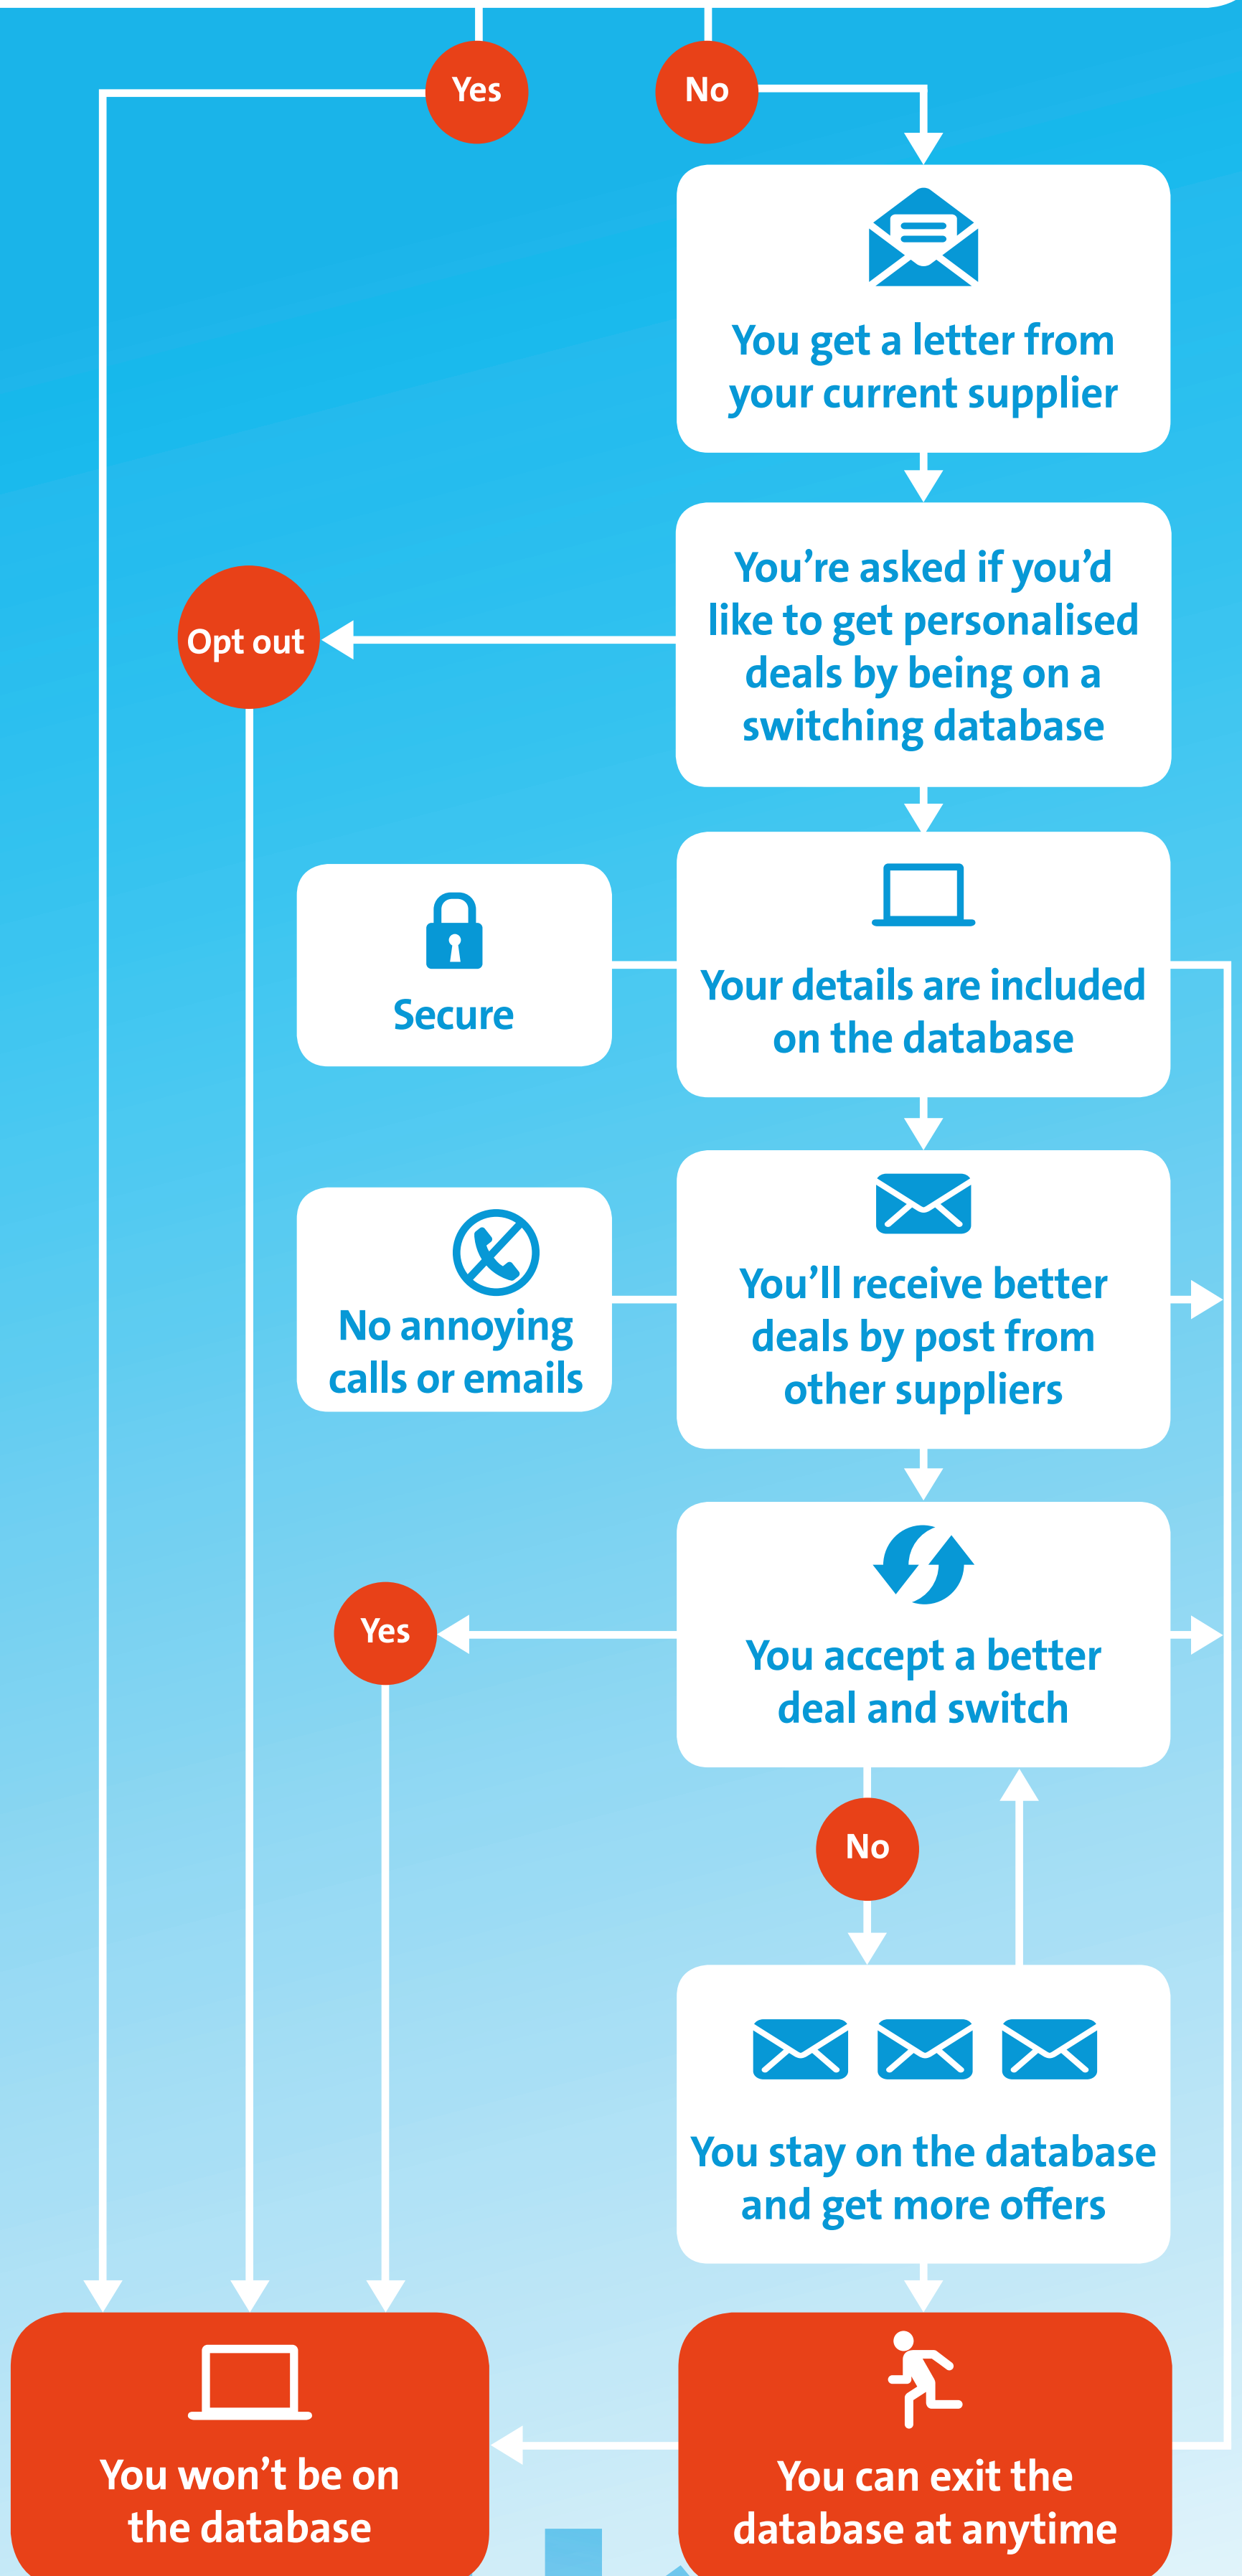 Yes
No
You get a letter from
your current supplier
You're asked if you'd
like to get personalised
deals by being on a
switching database
Opt out
Secure
Your details are included
on the database
No annoying
calls or emails
You'll receive better
deals by post from
other suppliers
Yes
You accept a better
deal and switch
No
You stay on the database
and get more offers
You won't be on
the database
You can exit the
database at anytime